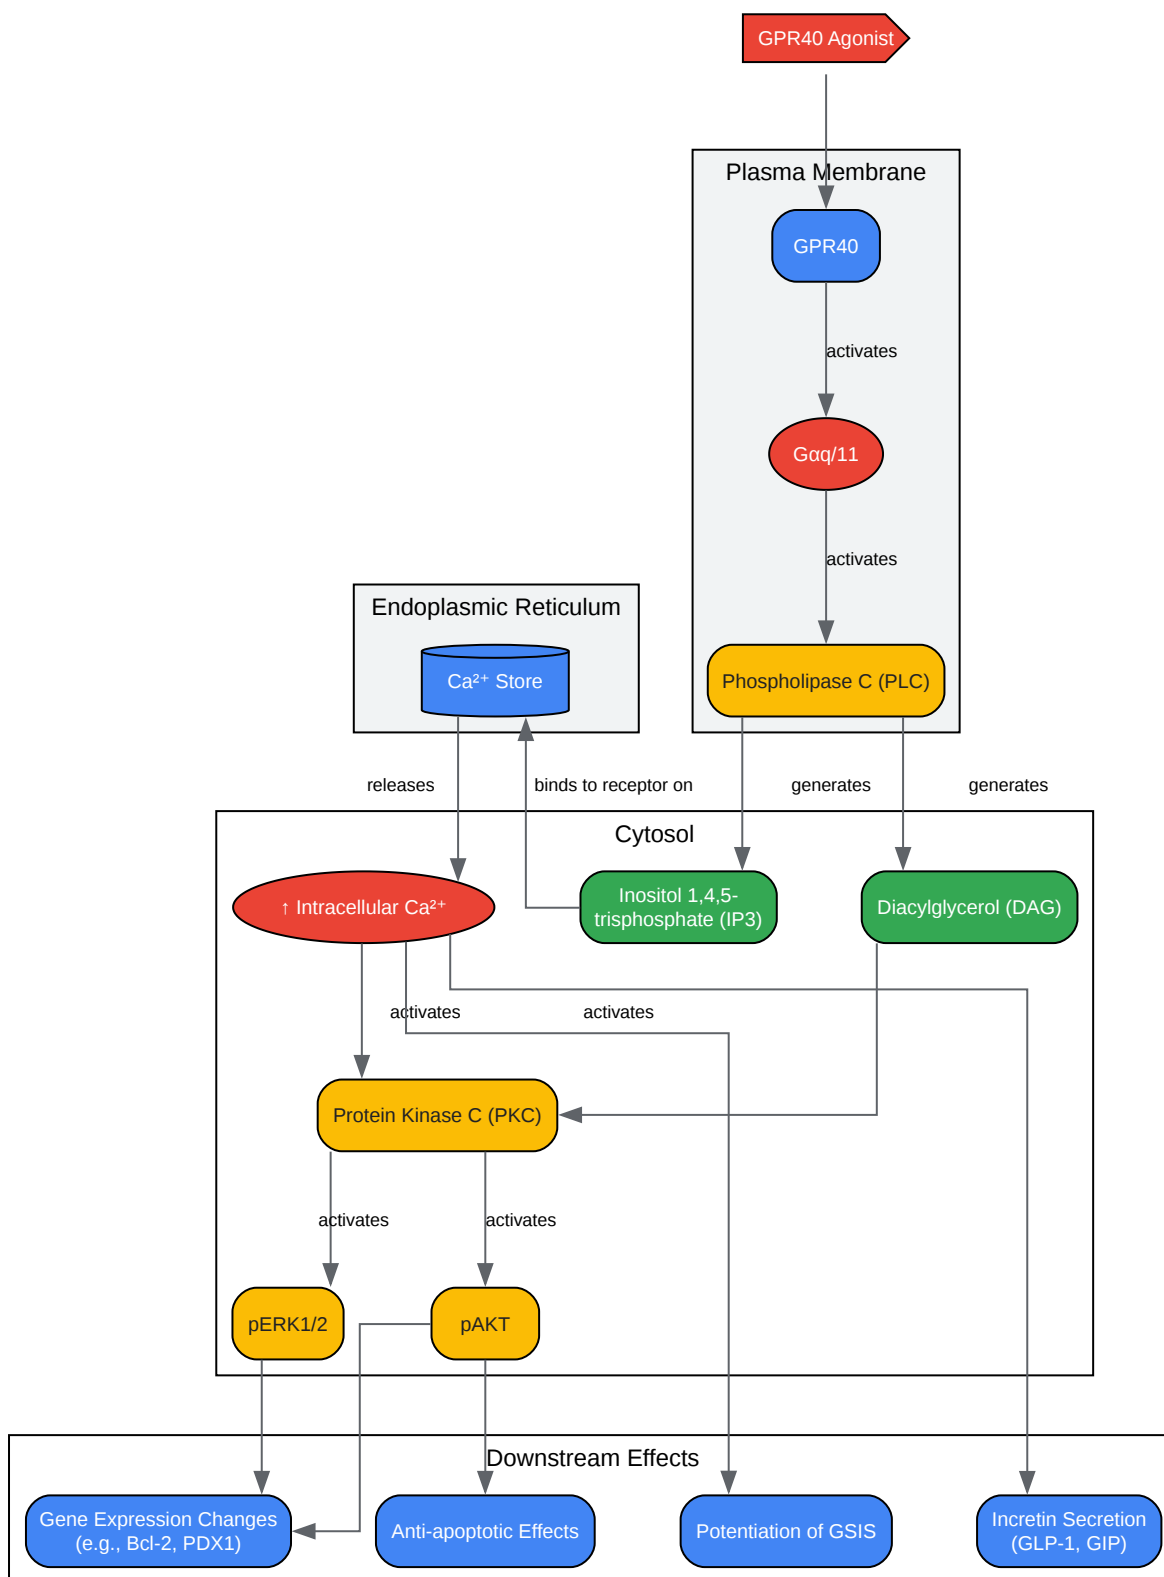 GPR40 Agonist
Plasma Membrane
GPR40
activates
Gαq/11
activates
Endoplasmic Reticulum
Ca²⁺ Store
Phospholipase C (PLC)
releases
binds to receptor on
generates
generates
Cytosol
↑ Intracellular Ca²⁺
Inositol 1,4,5-
trisphosphate (IP3)
Diacylglycerol (DAG)
activates
activates
Protein Kinase C (PKC)
activates
activates
pERK1/2
pAKT
Downstream Effects
Gene Expression Changes
(e.g., Bcl-2, PDX1)
Anti-apoptotic Effects
Potentiation of GSIS
Incretin Secretion
(GLP-1, GIP)